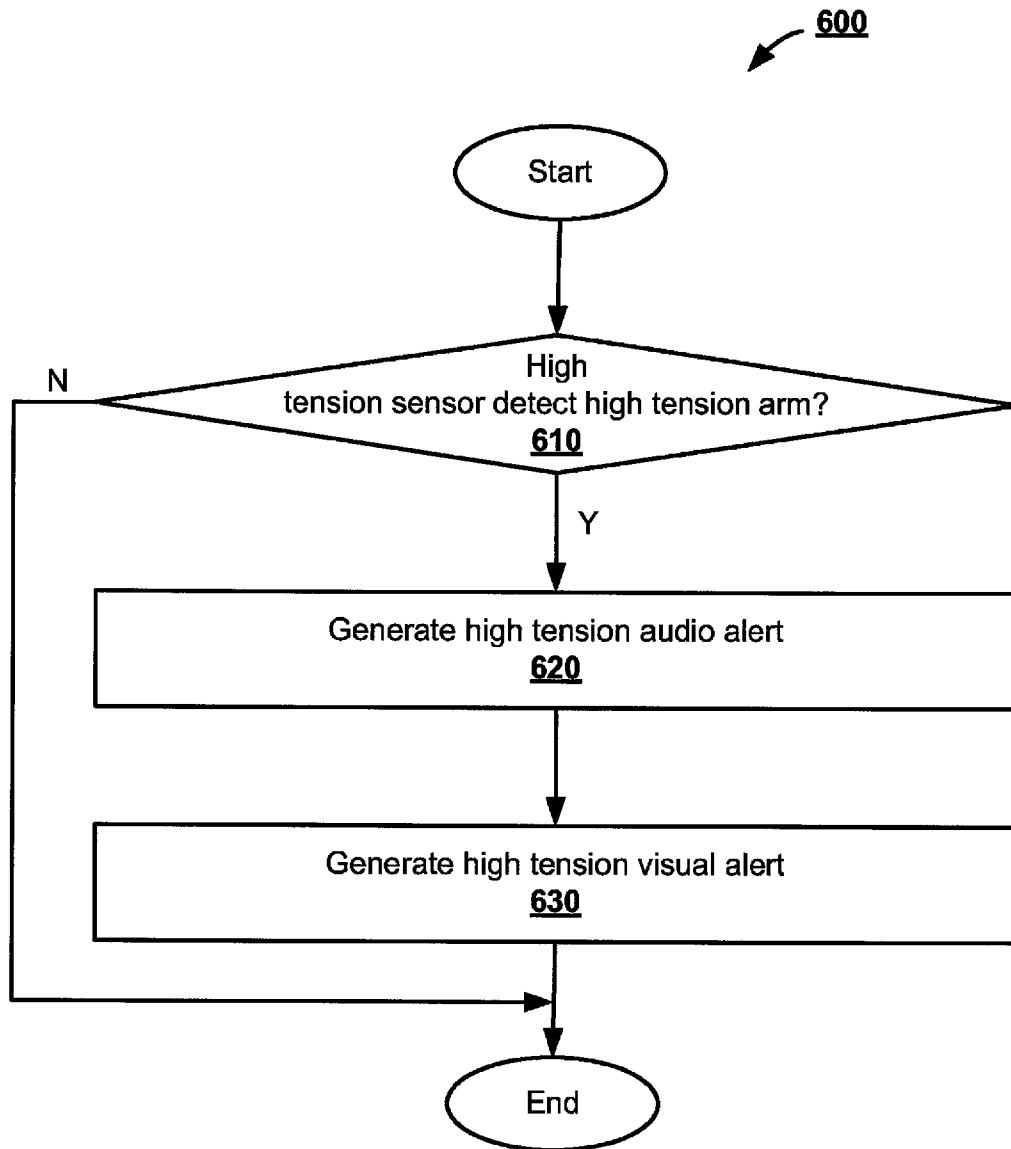 600
Start
High
tension sensor detect high tension arm?
610
N
Y
Generate high tension audio alert
620
Generate high tension visual alert
630
End